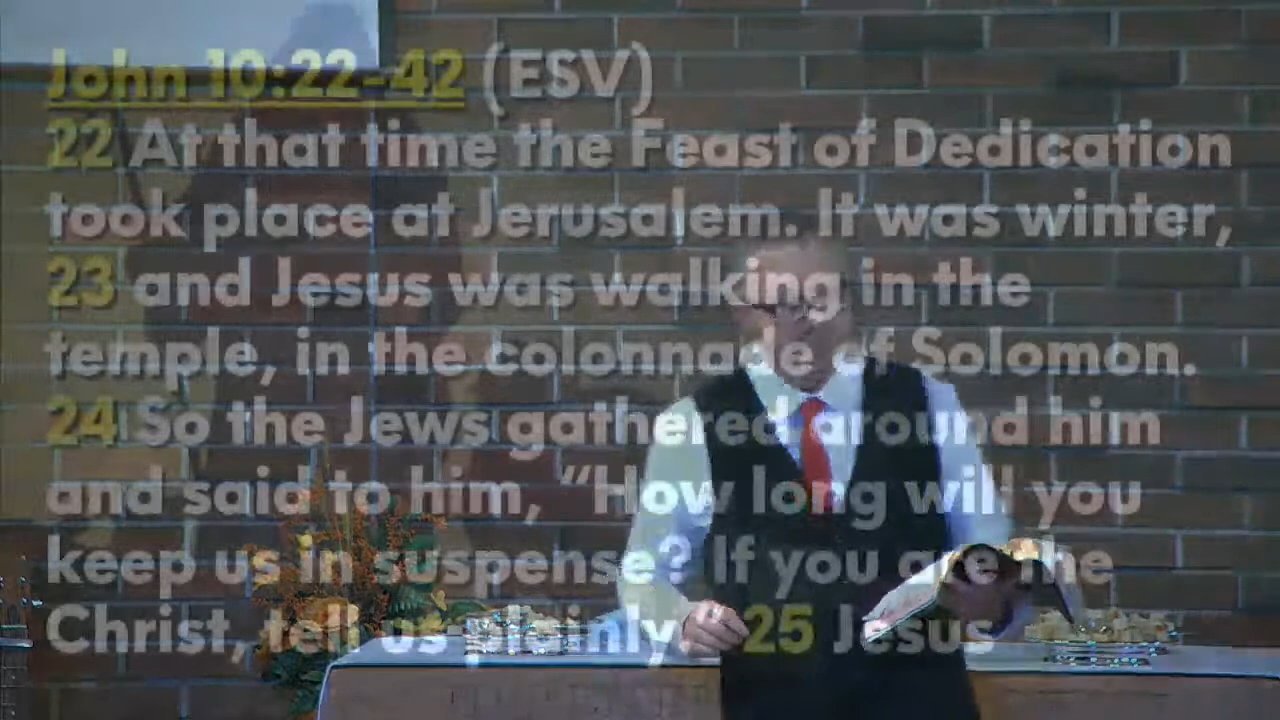 John 10:22-42 (ESV)
22 At that time the Feast of Dedication
took place at Jerusalem. It was winter,
23 and Jesus was walking in the
temple, in the colonnade of Solomon.
24 So the Jews gathered around him
and said to him, “How long will you
keep us in suspense? If you are the
Christ, tell us plainly.” 25 Jesus